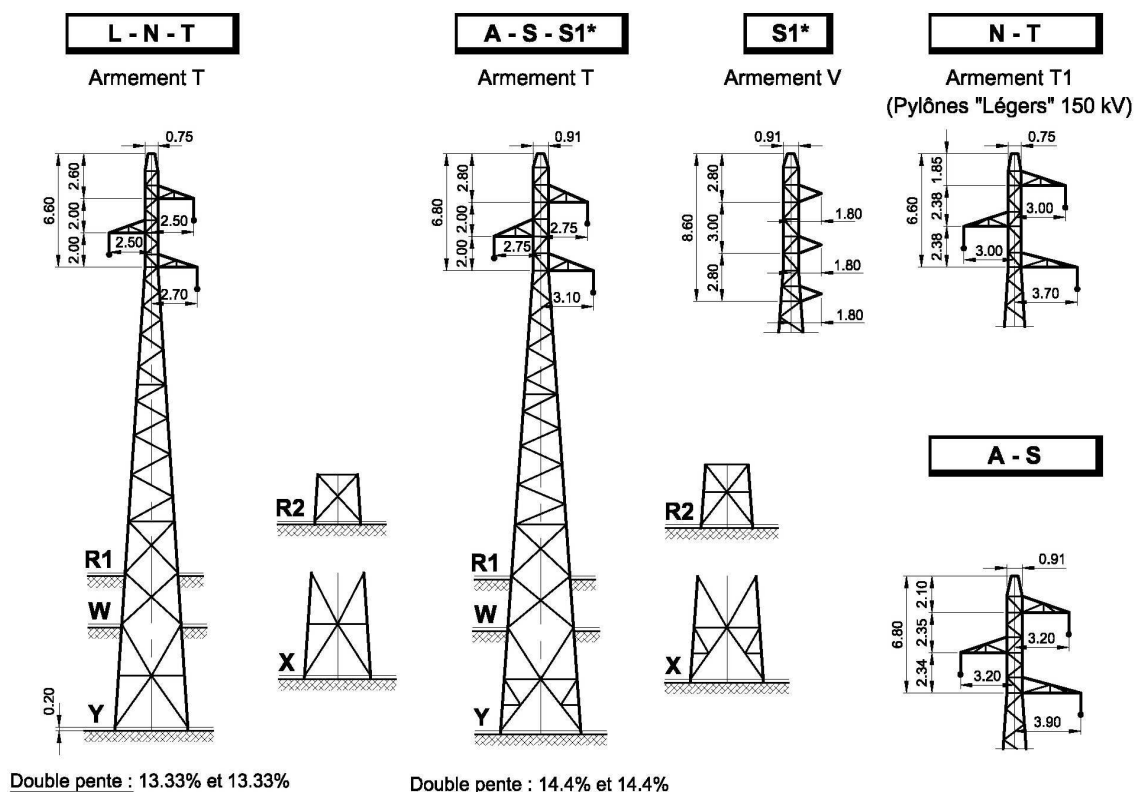 L - N - T
A - S - S1*
S1*
N - T
Armement T
Armement T
Armement V
Armement T1
(Pylônes "Légers" 150 kV)
0.75
6.60
2.60
2.00
2.00
2.50
2.50
2.70
0.91
6.80
2.80
2.00
2.00
2.75
2.75
3.10
0.91
8.60
2.80
3.00
2.80
1.80
1.80
1.80
0.75
6.60
1.85
2.38
2.38
3.00
3.00
3.70
A - S
0.91
6.80
2.10
2.35
2.34
3.20
3.20
3.90
R2
R2
R1
R1
W
W
X
X
0.20
Y
Y
Double pente : 13.33% et 13.33%
Double pente : 14.4% et 14.4%